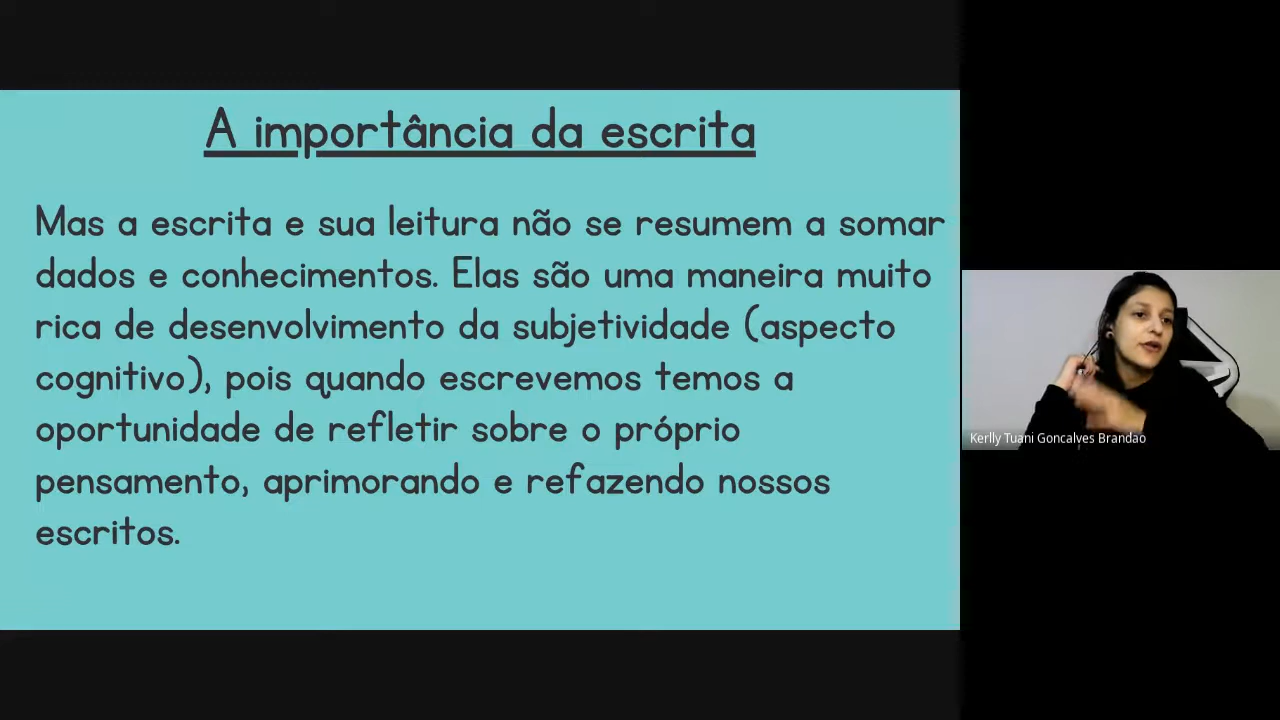 A importância da escrita
Mas a escrita e sua leitura não se resumem a somar
dados e conhecimentos. Elas são uma maneira muito
rica de desenvolvimento da subjetividade (aspecto
cognitivo), pois quando escrevemos temos a
oportunidade de refletir sobre o próprio
pensamento, aprimorando e refazendo nossos
escritos.
Kerlly Tuani Goncalves Brandao